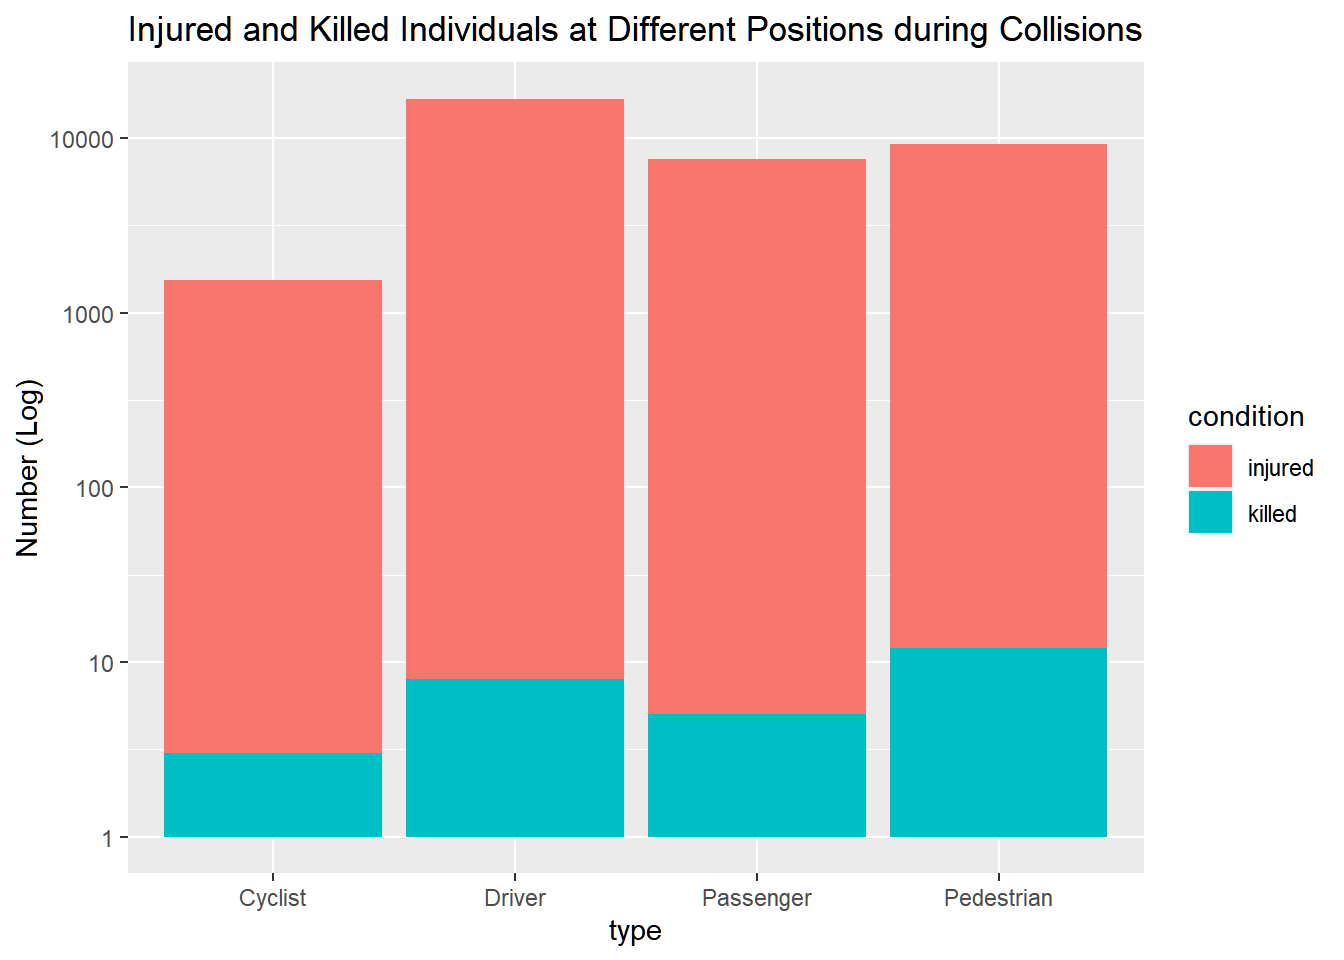 Injured and Killed Individuals at Different Positions during Collisions
Number (Log)
10000
1000
100
10
1
Cyclist
Driver
Passenger
Pedestrian
type
condition
injured
killed